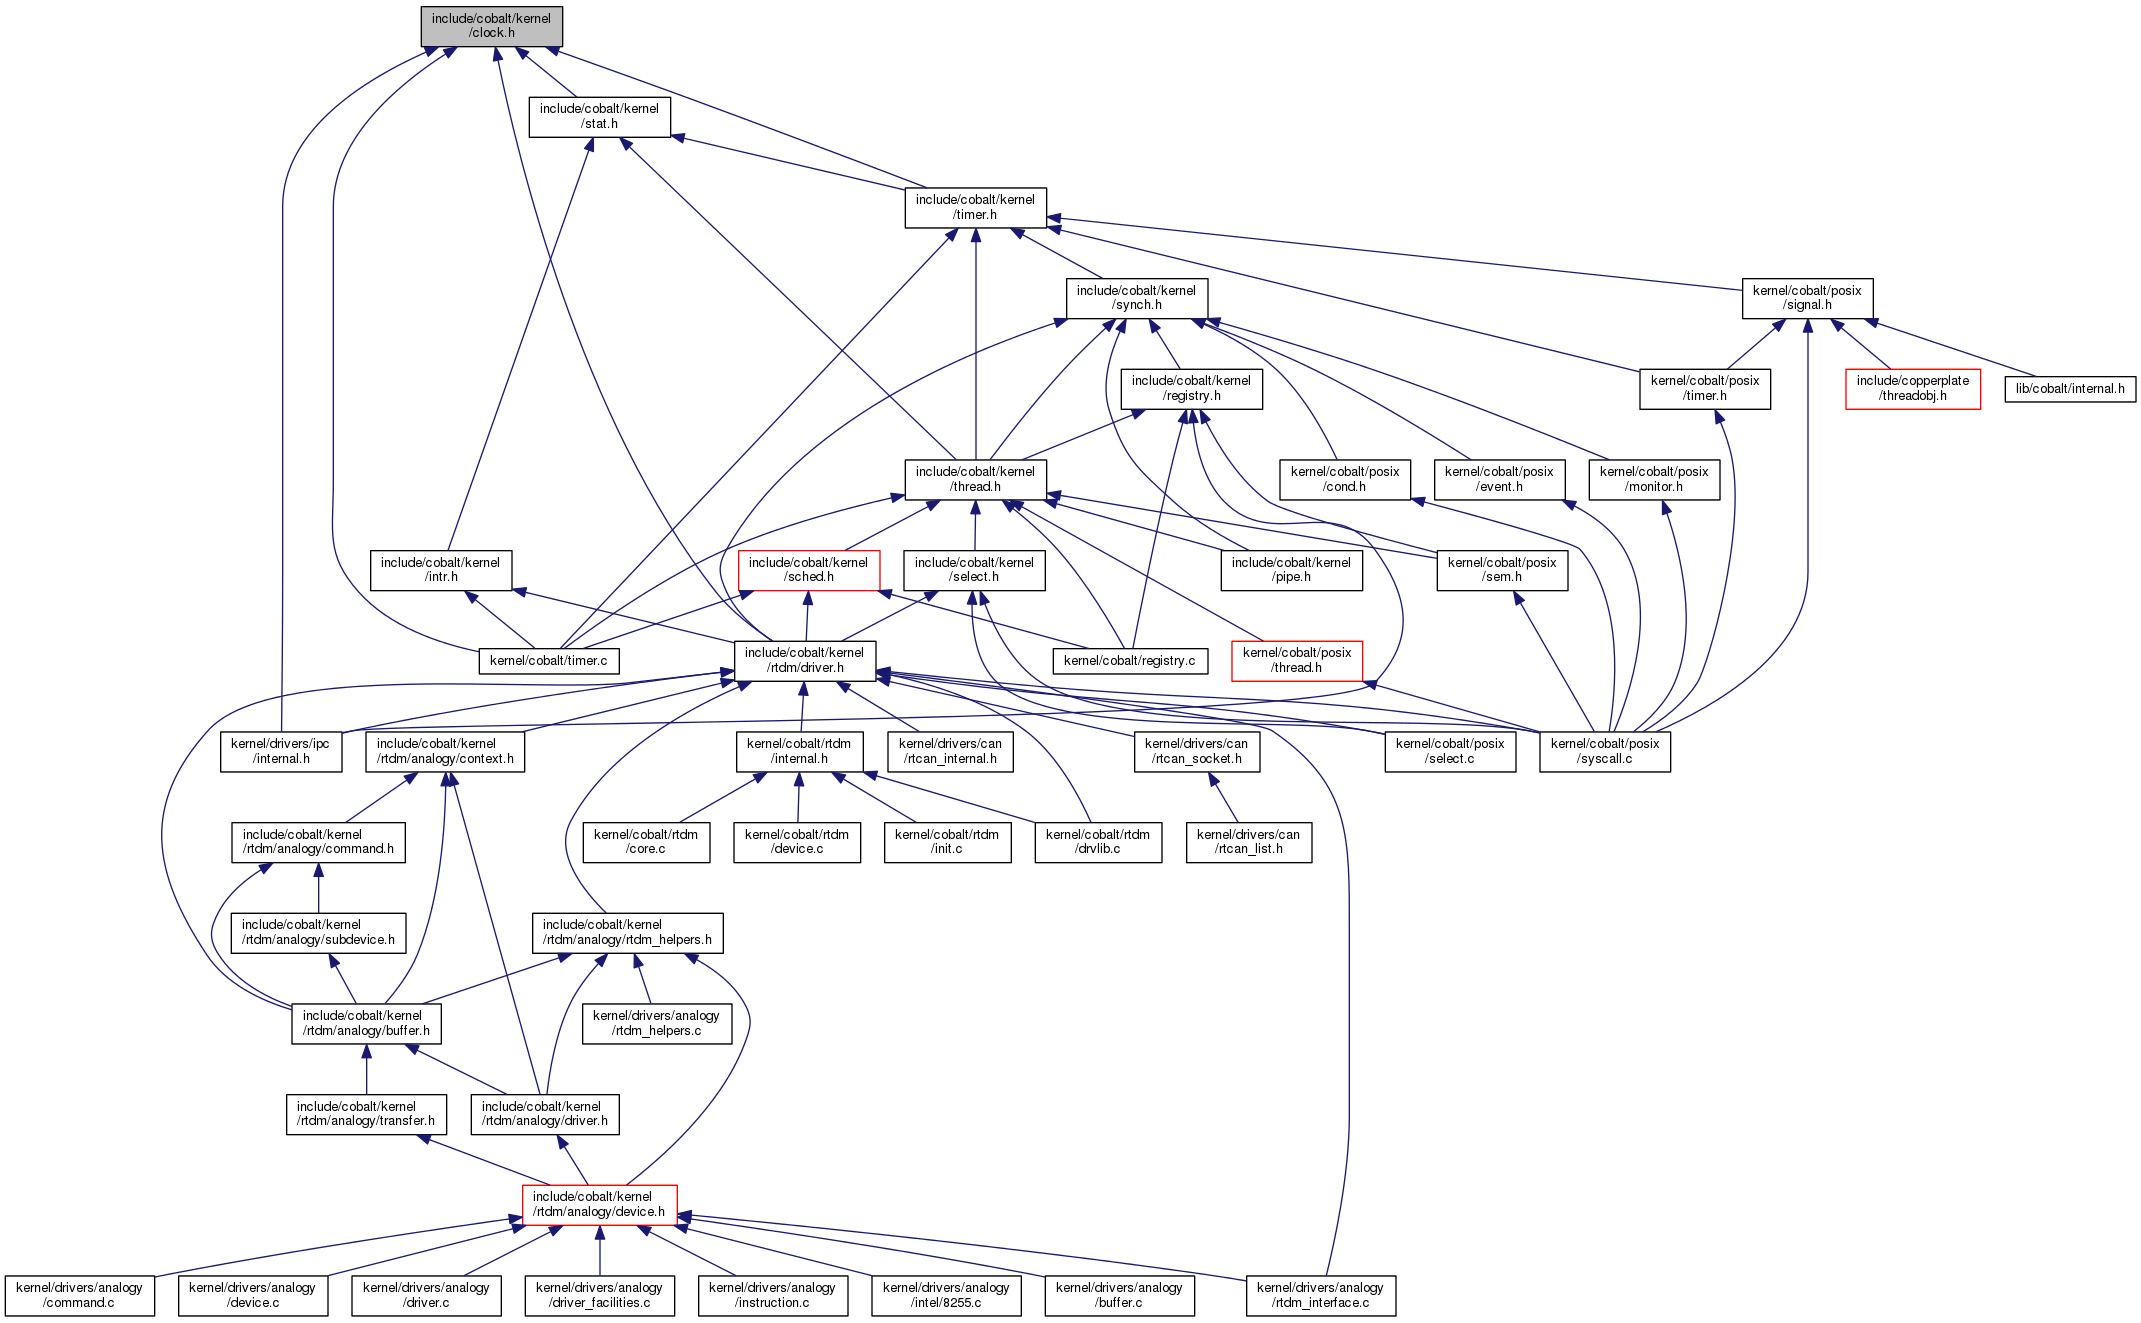 include/cobalt/kernel
/clock.h
include/cobalt/kernel
/stat.h
include/cobalt/kernel
/timer.h
include/cobalt/kernel
/synch.h
kernel/cobalt/posix
/signal.h
include/cobalt/kernel
/registry.h
kernel/cobalt/posix
/timer.h
include/copperplate
/threadobj.h
lib/cobalt/internal.h
include/cobalt/kernel
/thread.h
kernel/cobalt/posix
/cond.h
kernel/cobalt/posix
/event.h
kernel/cobalt/posix
/monitor.h
include/cobalt/kernel
/intr.h
include/cobalt/kernel
/sched.h
include/cobalt/kernel
/select.h
include/cobalt/kernel
/pipe.h
kernel/cobalt/posix
/sem.h
kernel/cobalt/timer.c
include/cobalt/kernel
/rtdm/driver.h
kernel/cobalt/registry.c
kernel/cobalt/posix
/thread.h
kernel/drivers/ipc
/internal.h
include/cobalt/kernel
/rtdm/analogy/context.h
kernel/cobalt/rtdm
/internal.h
kernel/drivers/can
/rtcan_internal.h
kernel/drivers/can
/rtcan_socket.h
kernel/cobalt/posix
/select.c
kernel/cobalt/posix
/syscall.c
include/cobalt/kernel
/rtdm/analogy/command.h
kernel/cobalt/rtdm
/core.c
kernel/cobalt/rtdm
/device.c
kernel/cobalt/rtdm
/init.c
kernel/cobalt/rtdm
/drvlib.c
kernel/drivers/can
/rtcan_list.h
include/cobalt/kernel
/rtdm/analogy/subdevice.h
include/cobalt/kernel
/rtdm/analogy/rtdm_helpers.h
include/cobalt/kernel
/rtdm/analogy/buffer.h
kernel/drivers/analogy
/rtdm_helpers.c
include/cobalt/kernel
/rtdm/analogy/transfer.h
include/cobalt/kernel
/rtdm/analogy/driver.h
include/cobalt/kernel
/rtdm/analogy/device.h
kernel/drivers/analogy
/command.c
kernel/drivers/analogy
/device.c
kernel/drivers/analogy
/driver.c
kernel/drivers/analogy
/driver_facilities.c
kernel/drivers/analogy
/instruction.c
kernel/drivers/analogy
/intel/8255.c
kernel/drivers/analogy
/buffer.c
kernel/drivers/analogy
/rtdm_interface.c